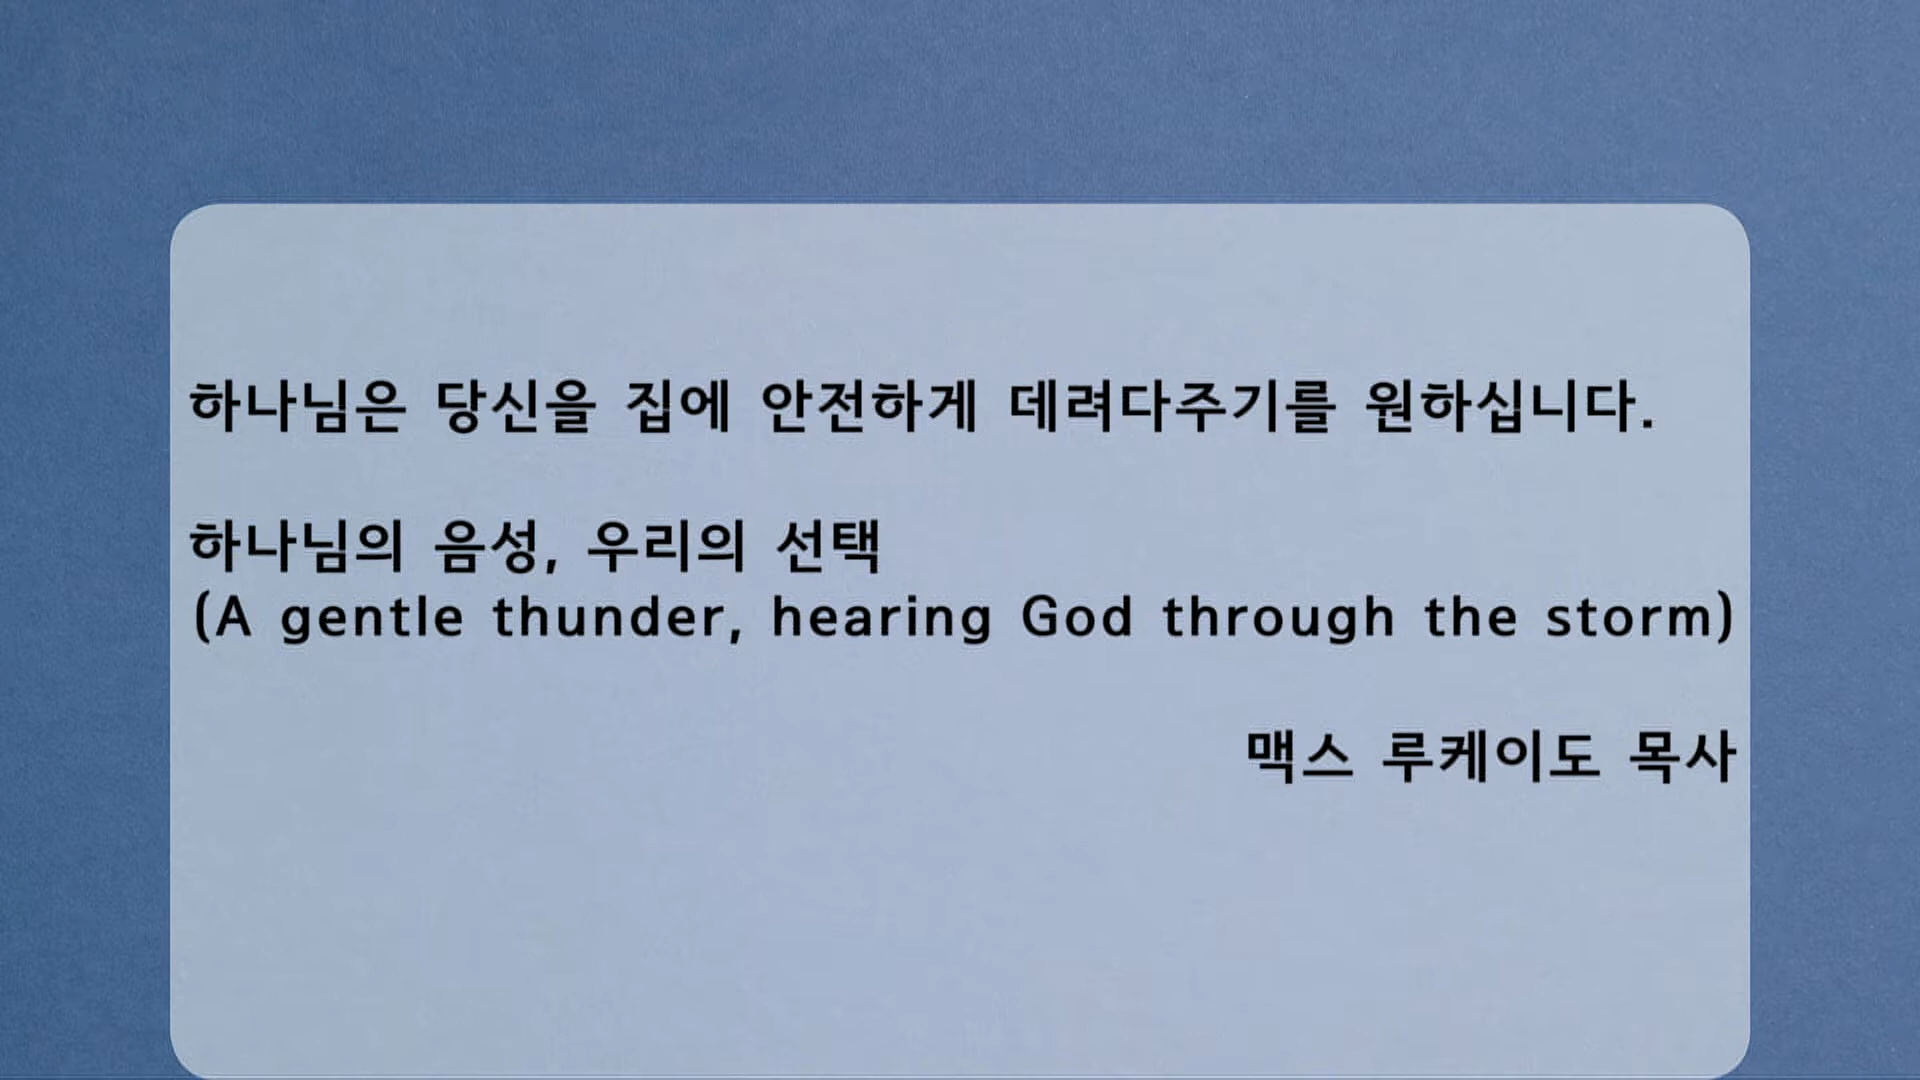 하나님은 당신을 집에 안전하게 데려다주기를 원하십니다.
하나님의 음성, 우리의 선택
(A gentle thunder, hearing God through the storm)
맥스 루케이도 목사